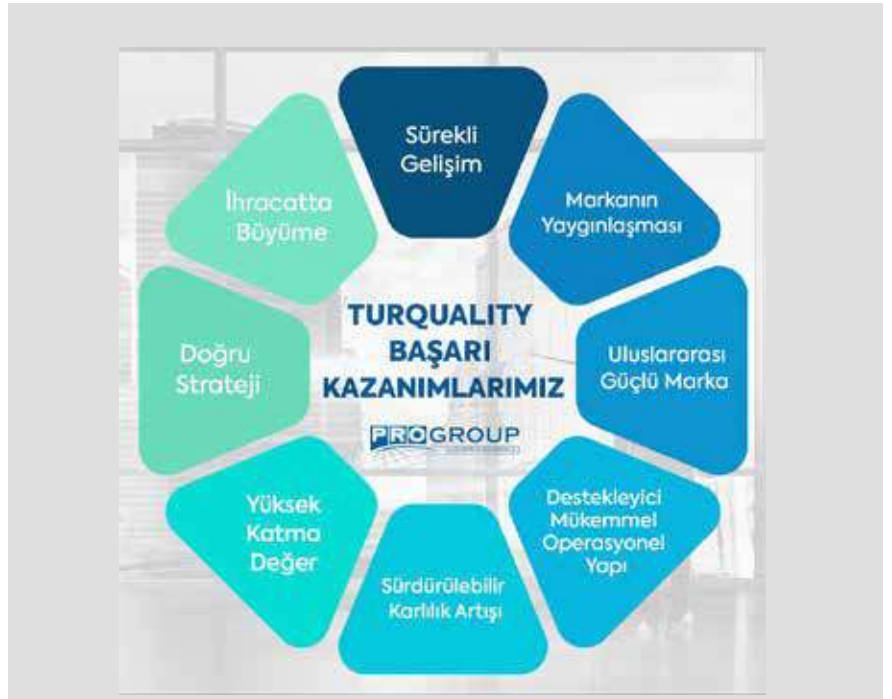 Sürekli
Gelişim
Markanın
Yaygınlaşması
Uluslararası
Güçlü Marka
Destekleyici
Mükemmel
Operasyonel
Yapı
Sürdürülebilir
Karlılık Artışı
Yüksek
Katma
Değer
Doğru
Strateji
İhracatta
Büyüme
TURQUALITY
BAŞARI
KAZANIMLARIMIZ
PROGROUP